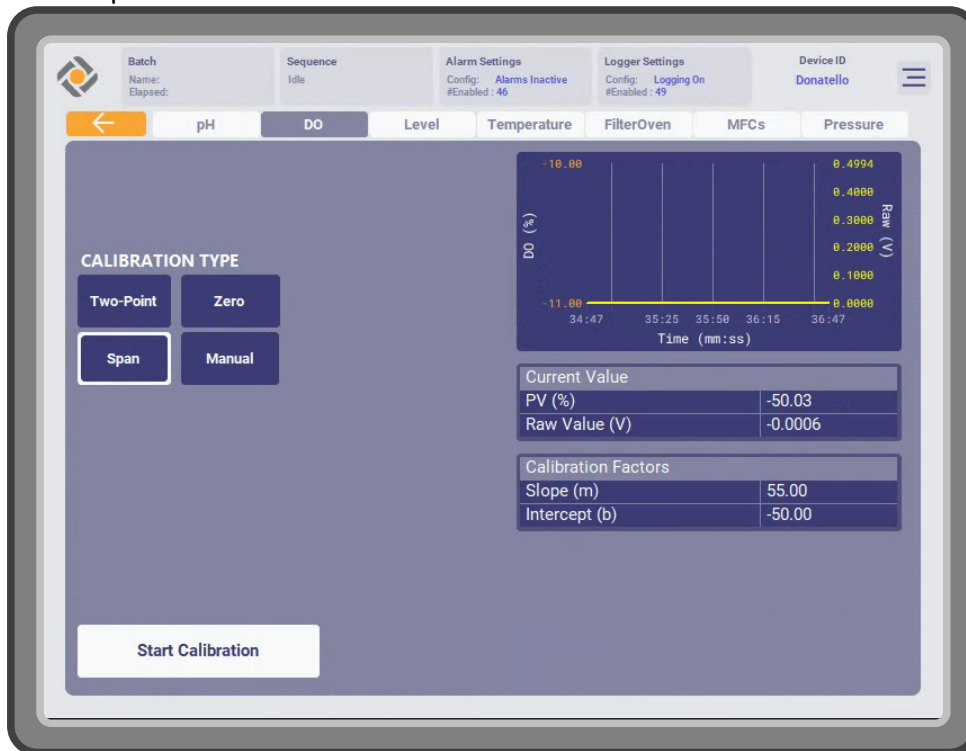 Batch
Name:
Elapsed:
Sequence
Idle
Alarm Settings
Config: Alarms Inactive
#Enabled : 46
Logger Settings
Config: Logging On
#Enabled : 49
Device ID
Donatello
pH DO Level Temperature FilterOven MFCs Pressure
CALIBRATION TYPE
Two-Point Zero
Span Manual
Start Calibration
-10.00
DO (%)
-11.00
0.4994
0.4000
0.3000
0.2000
0.1000
0.0000
Raw (V)
34:47 35:25 35:50 36:15 36:47
Time (mm:ss)
Current Value
PV (%) -50.03
Raw Value (V) -0.0006
Calibration Factors
Slope (m) 55.00
Intercept (b) -50.00